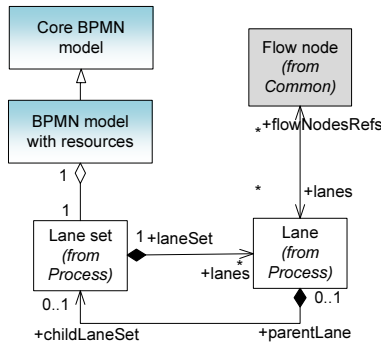 Core BPMN
model
Flow node
(from
Common)
BPMN model
with resources
+flowNodesRefs
*
1
*
+lanes
1
Lane set
(from
Process)
1
+laneSet
*
+lanes
Lane
(from
Process)
0..1
0..1
+childLaneSet
+parentLane